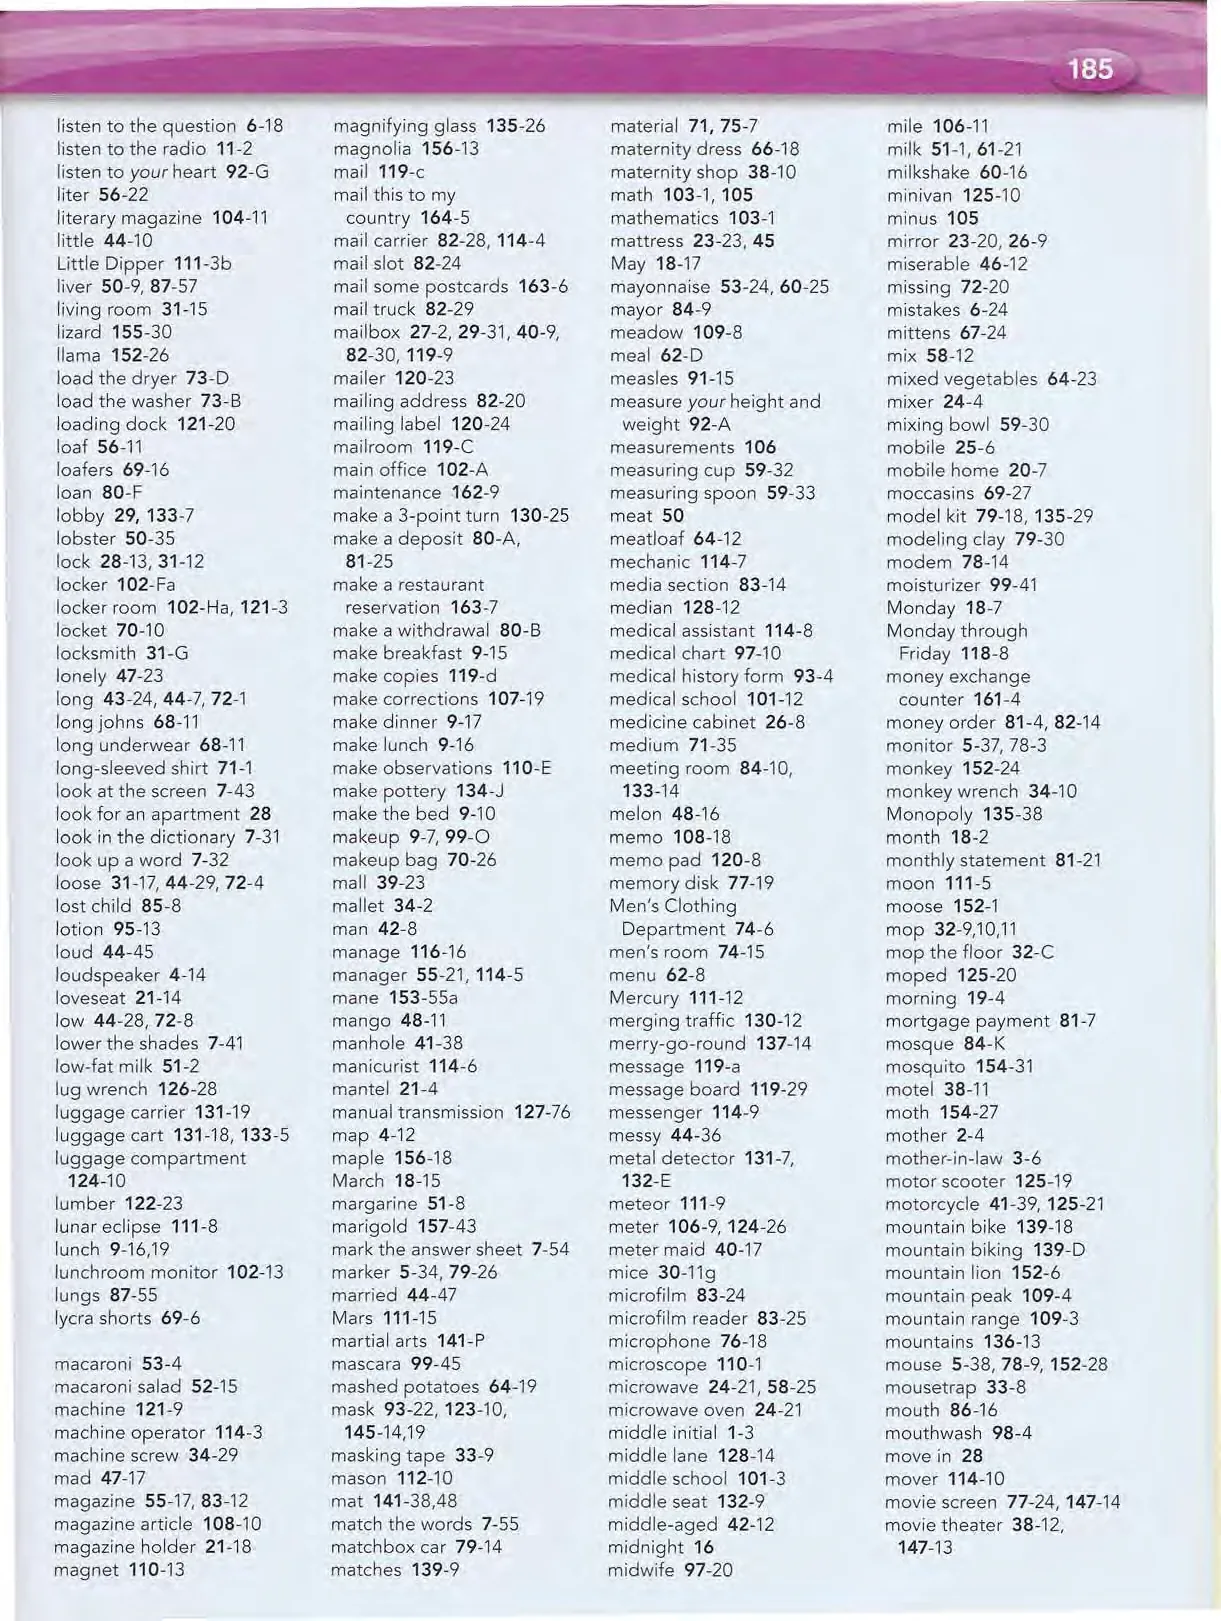 185
listen to the question 6-18
listen to the radio 11-2
listen to your heart 92-G
liter 56-22
literary magazine 104-11
little 44-10
Little Dipper 111-3b
liver 50-9, 87-57
living room 31-15
lizard 155-30
llama 152-26
load the dryer 73-D
load the washer 73-B
loading dock 121-20
loaf 56-11
loafers 69-16
loan 80-F
lobby 29, 133-7
lobster 50-35
lock 28-13, 31-12
locker 102-Fa
locker room 102-Ha, 121-3
locket 70-10
locksmith 31-G
lonely 47-23
long 43-24, 44-7, 72-1
long johns 68-11
long underwear 68-11
long-sleeved shirt 71-1
look at the screen 7-43
look for an apartment 28
look in the dictionary 7-31
look up a word 7-32
loose 31-17, 44-29, 72-4
lost child 85-8
lotion 95-13
loud 44-45
loudspeaker 4-14
loveseat 21-14
low 44-28, 72-8
lower the shades 7-41
low-fat milk 51-2
lug wrench 126-28
luggage carrier 131-19
luggage cart 131-18, 133-5
luggage compartment
124-10
lumber 122-23
lunar eclipse 111-8
lunch 9-16,19
lunchroom monitor 102-13
lungs 87-55
lycra shorts 69-6
macaroni 53-4
macaroni salad 52-15
machine 121-9
machine operator 114-3
machine screw 34-29
mad 47-17
magazine 55-17, 83-12
magazine article 108-10
magazine holder 21-18
magnet 110-13
magnifying glass 135-26
magnolia 156-13
mail 119-c
mail this to my
country 164-5
mail carrier 82-28, 114-4
mail slot 82-24
mail some postcards 163-6
mail truck 82-29
mailbox 27-2, 29-31, 40-9,
82-30, 119-9
mailer 120-23
mailing address 82-20
mailing label 120-24
mailroom 119-C
main office 102-A
maintenance 162-9
make a 3-point turn 130-25
make a deposit 80-A,
81-25
make a restaurant
reservation 163-7
make a withdrawal 80-B
make breakfast 9-15
make copies 119-d
make corrections 107-19
make dinner 9-17
make lunch 9-16
make observations 110-E
make pottery 134-J
make the bed 9-10
makeup 9-7, 99-O
makeup bag 70-26
mall 39-23
mallet 34-2
man 42-8
manage 116-16
manager 55-21, 114-5
mane 153-55a
mango 48-11
manhole 41-38
manicurist 114-6
mantel 21-4
manual transmission 127-76
map 4-12
maple 156-18
March 18-15
margarine 51-8
marigold 157-43
mark the answer sheet 7-54
marker 5-34, 79-26
married 44-47
Mars 111-15
martial arts 141-P
mascara 99-45
mashed potatoes 64-19
mask 93-22, 123-10,
145-14,19
masking tape 33-9
mason 112-10
mat 141-38,48
match the words 7-55
matchbox car 79-14
matches 139-9
material 71, 75-7
maternity dress 66-18
maternity shop 38-10
math 103-1, 105
mathematics 103-1
mattress 23-23, 45
May 18-17
mayonnaise 53-24, 60-25
mayor 84-9
meadow 109-8
meal 62-D
measles 91-15
measure your height and
weight 92-A
measurements 106
measuring cup 59-32
measuring spoon 59-33
meat 50
meatloaf 64-12
mechanic 114-7
media section 83-14
median 128-12
medical assistant 114-8
medical chart 97-10
medical history form 93-4
medical school 101-12
medicine cabinet 26-8
medium 71-35
meeting room 84-10,
133-14
melon 48-16
memo 108-18
memo pad 120-8
memory disk 77-19
Men's Clothing
Department 74-6
men's room 74-15
menu 62-8
Mercury 111-12
merging traffic 130-12
merry-go-round 137-14
message 119-a
message board 119-29
messenger 114-9
messy 44-36
metal detector 131-7,
132-E
meteor 111-9
meter 106-9, 124-26
meter maid 40-17
mice 30-11g
microfilm 83-24
microfilm reader 83-25
microphone 76-18
microscope 110-1
microwave 24-21, 58-25
microwave oven 24-21
middle initial 1-3
middle lane 128-14
middle school 101-3
middle seat 132-9
middle-aged 42-12
midnight 16
midwife 97-20
mile 106-11
milk 51-1, 61-21
milkshake 60-16
minivan 125-10
minus 105
mirror 23-20, 26-9
miserable 46-12
missing 72-20
mistakes 6-24
mittens 67-24
mix 58-12
mixed vegetables 64-23
mixer 24-4
mixing bowl 59-30
mobile 25-6
mobile home 20-7
moccasins 69-27
model kit 79-18, 135-29
modeling clay 79-30
modem 78-14
moisturizer 99-41
Monday 18-7
Monday through
Friday 118-8
money exchange
counter 161-4
money order 81-4, 82-14
monitor 5-37, 78-3
monkey 152-24
monkey wrench 34-10
Monopoly 135-38
month 18-2
monthly statement 81-21
moon 111-5
moose 152-1
mop 32-9,10,11
mop the floor 32-C
moped 125-20
morning 19-4
mortgage payment 81-7
mosque 84-K
mosquito 154-31
motel 38-11
moth 154-27
mother 2-4
mother-in-law 3-6
motor scooter 125-19
motorcycle 41-39, 125-21
mountain bike 139-18
mountain biking 139-D
mountain lion 152-6
mountain peak 109-4
mountain range 109-3
mountains 136-13
mouse 5-38, 78-9, 152-28
mousetrap 33-8
mouth 86-16
mouthwash 98-4
move in 28
mover 114-10
movie screen 77-24, 147-14
movie theater 38-12,
147-13